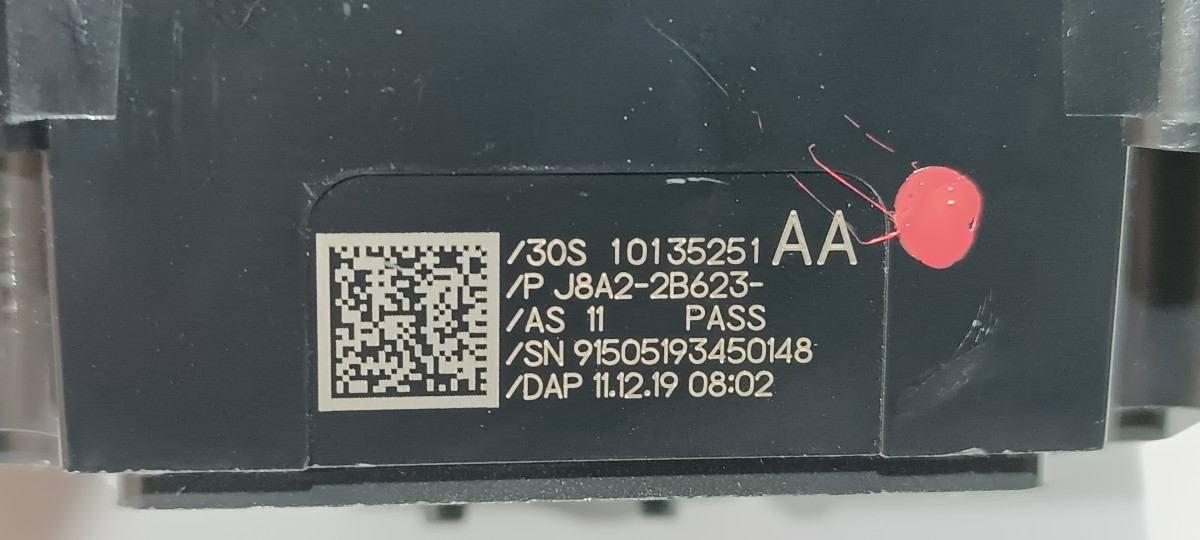 /30S 10135251 AA
/P J8A2-2B623-
/AS 11 PASS
/SN 91505193450148
/DAP 11.12.19 08:02